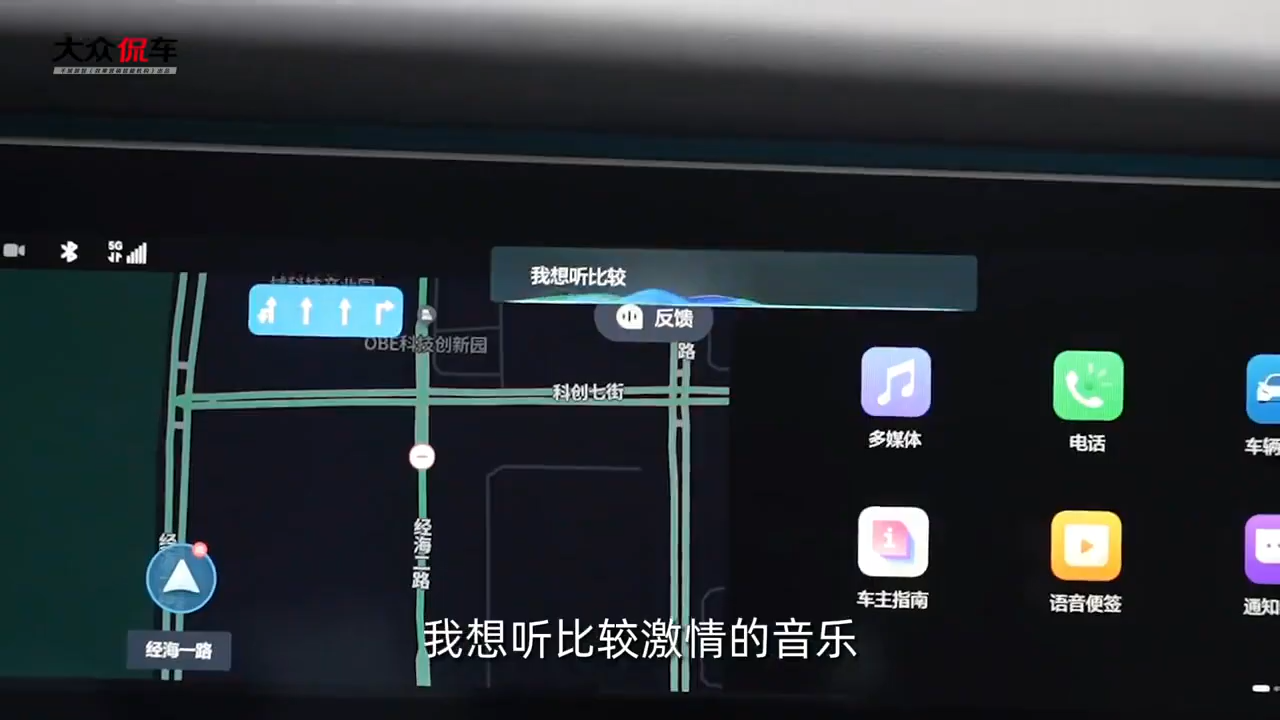 大众侃车
5G
我想听比较
反馈
OBE科技创新园
路
科创七街
多媒体
电话
车辆
经
经海二路
车主指南
语音便签
通知
经海一路
我想听比较激情的音乐